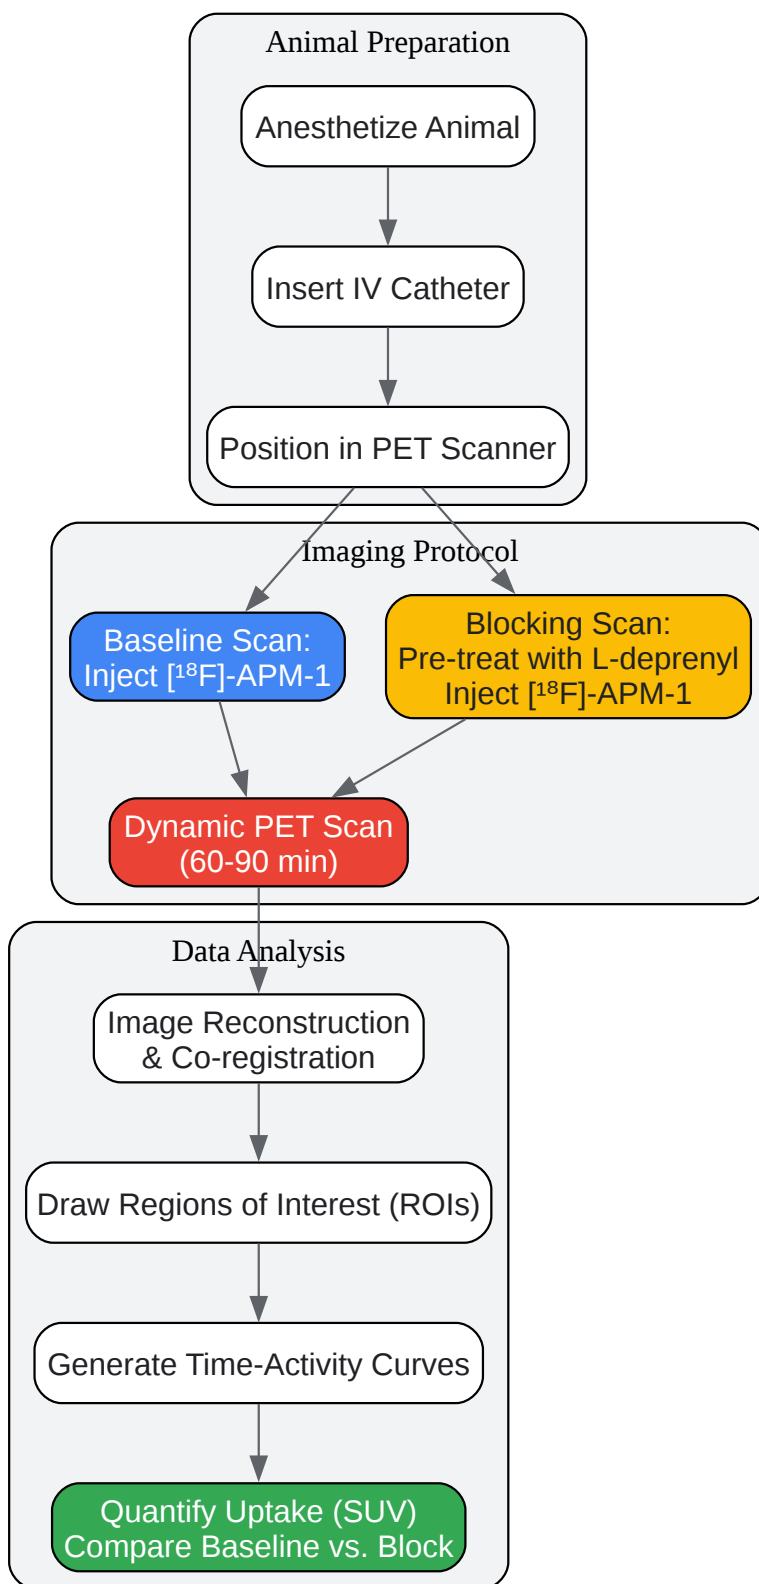 Animal Preparation
Anesthetize Animal
Insert IV Catheter
Position in PET Scanner
Imaging Protocol
Baseline Scan:
Inject [¹⁸F]-APM-1
Blocking Scan:
Pre-treat with L-deprenyl
Inject [¹⁸F]-APM-1
Dynamic PET Scan
(60-90 min)
Data Analysis
Image Reconstruction
& Co-registration
Draw Regions of Interest (ROIs)
Generate Time-Activity Curves
Quantify Uptake (SUV)
Compare Baseline vs. Block